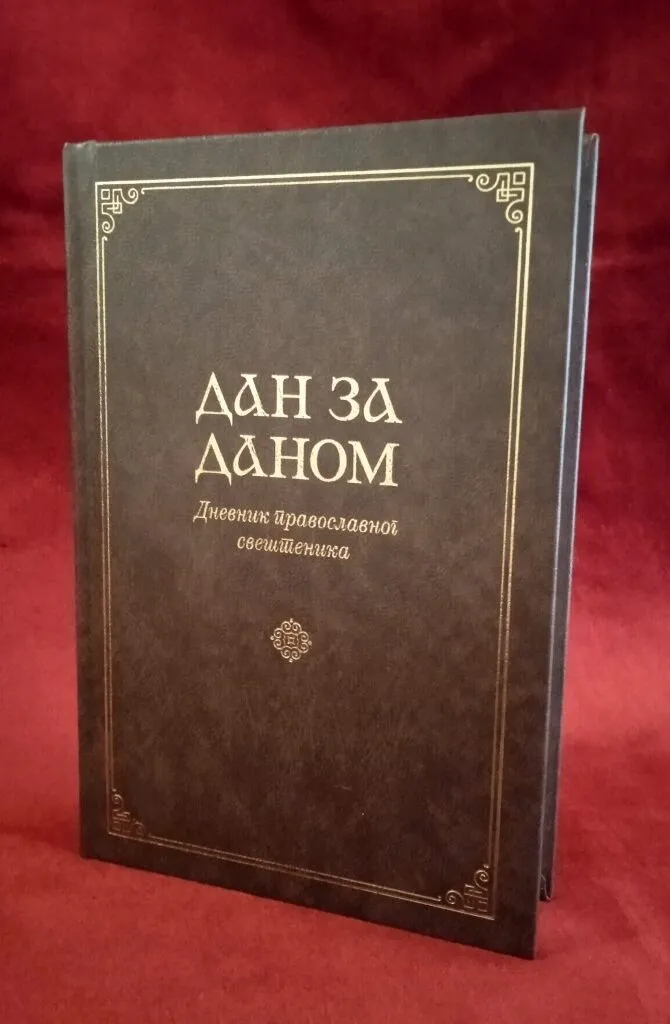 ДАН ЗА
ДАНОМ
Дневник православног
свештеника